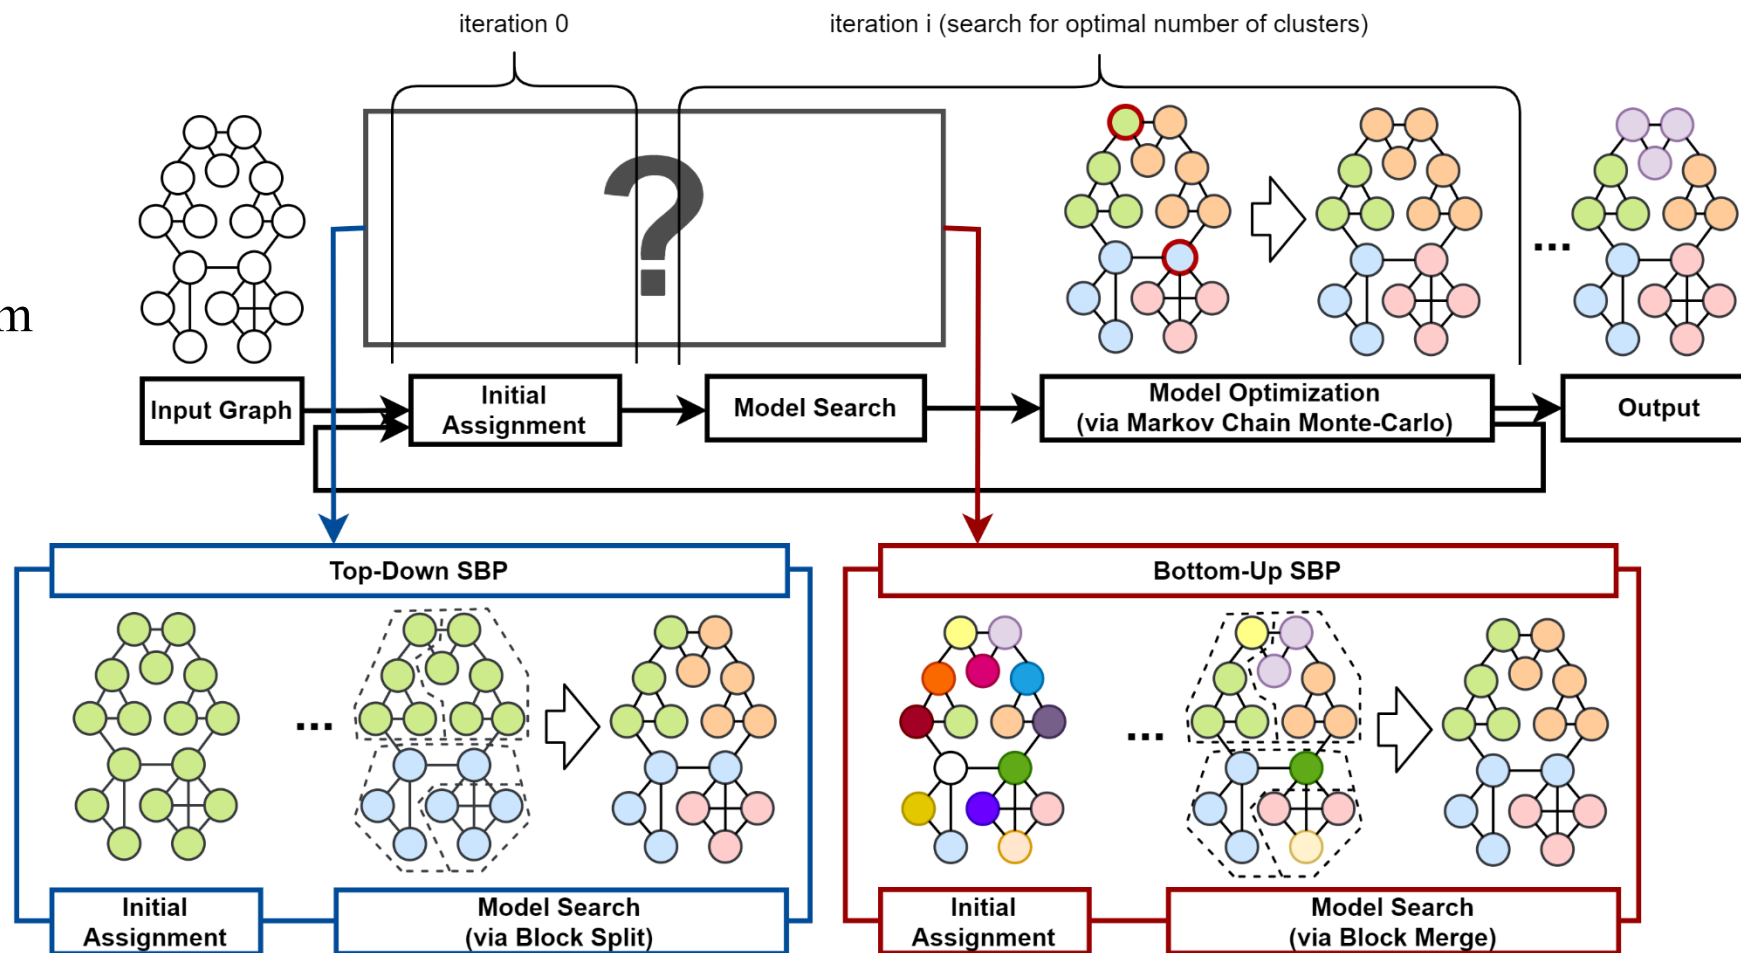 iteration 0
iteration i (search for optimal number of clusters)
?
m
...
Input Graph
Initial
Assignment
Model Search
Model Optimization
(via Markov Chain Monte-Carlo)
Output
Top-Down SBP
Bottom-Up SBP
...
...
Initial
Assignment
Model Search
(via Block Split)
Initial
Assignment
Model Search
(via Block Merge)